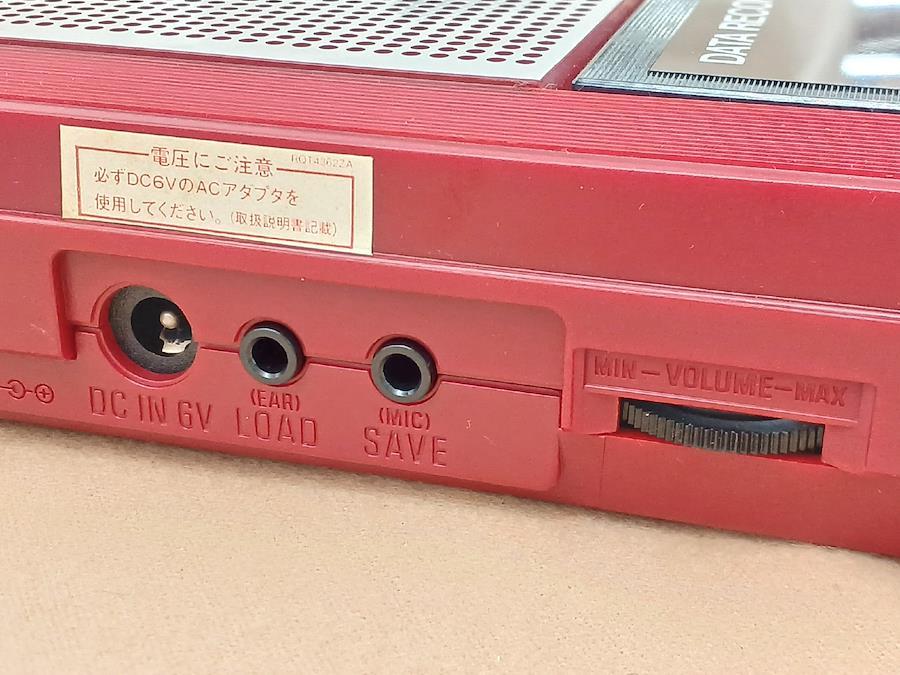 DATA RECO
電圧にご注意
RQT4362ZA
必ずDC6VのACアダプタを
使用してください。(取扱説明書記載)
MIN-VOLUME-MAX
DC IN 6V
(EAR)
LOAD
(MIC)
SAVE